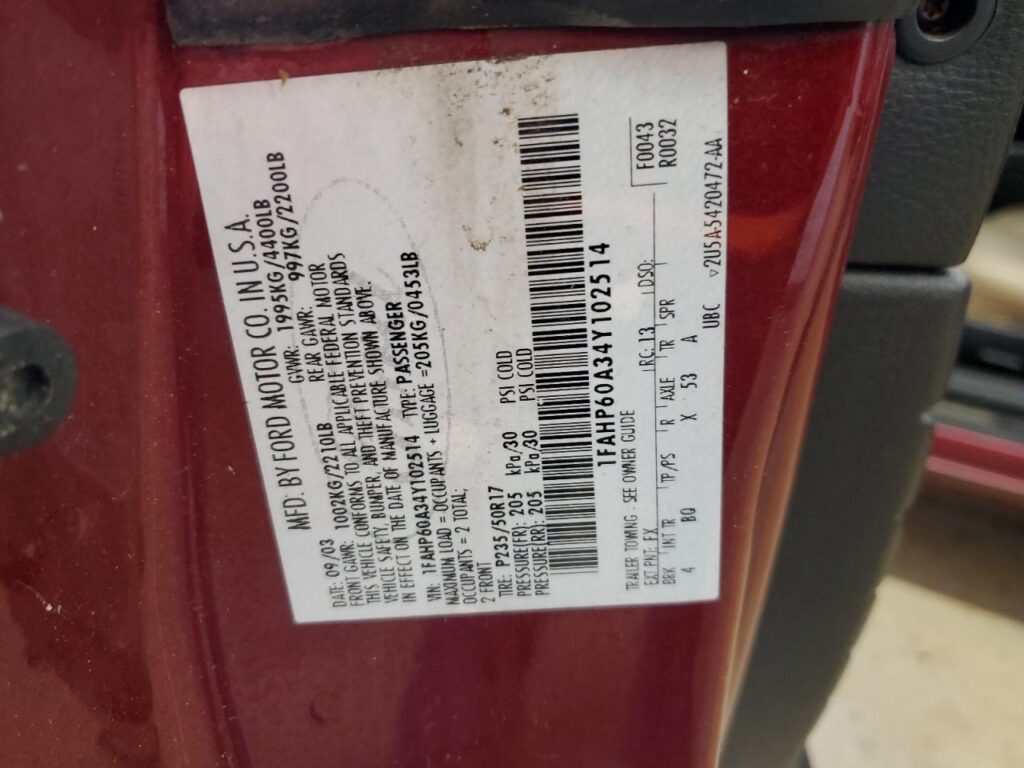 MFD. BY FORD MOTOR CO. IN U.S.A.
DATE: 09/03 GVWR: 1995KG/4400LB
FRONT GAWR: 1002KG/2210LB REAR GAWR: 997KG/2200LB
THIS VEHICLE CONFORMS TO ALL APPLICABLE FEDERAL MOTOR
VEHICLE SAFETY, BUMPER, AND THEFT PREVENTION STANDARDS
IN EFFECT ON THE DATE OF MANUFACTURE SHOWN ABOVE.
VIN: 1FAHP60A34Y102514 TYPE: PASSENGER
MAXIMUM LOAD = OCCUPANTS + LUGGAGE = 205KG/0453LB
OCCUPANTS = 2 TOTAL:
2 FRONT
TIRE: P235/50R17
PRESSURE(FR): 205 kPa/30 PSI COLD
PRESSURE(RR): 205 kPa/30 PSI COLD
1FAHP60A34Y102514
TRAILER TOWING - SEE OWNER GUIDE
F0043
R0032
EXT PNT: FX RC: 13 DSO:
BRK INT TR TP/PS R AXLE TR SPR
4 BQ X 53 A
UBC ▽2U5A-5420472-AA